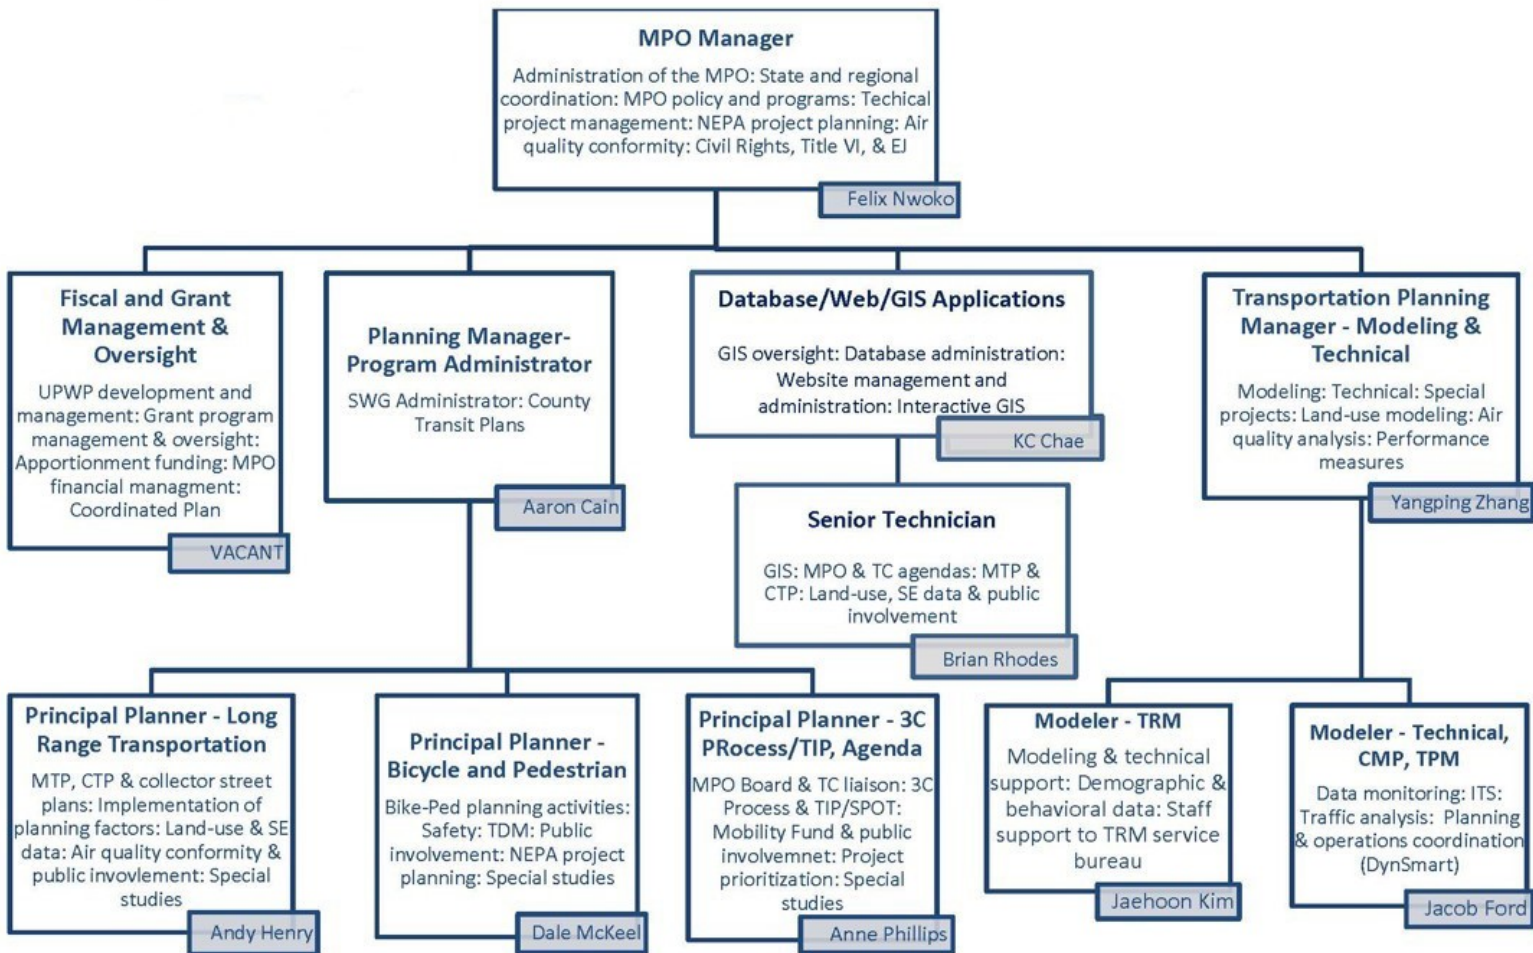 MPO Manager
Administration of the MPO: State and regional
coordination: MPO policy and programs: Techical
project management: NEPA project planning: Air
quality conformity: Civil Rights, Title VI, & EJ
Felix Nwoko
Fiscal and Grant
Management &
Oversight
UPWP development and
management: Grant program
management & oversight:
Apportionment funding: MPO
financial managment:
Coordinated Plan
VACANT
Planning Manager-
Program Administrator
SWG Administrator: County
Transit Plans
Aaron Cain
Database/Web/GIS Applications
GIS oversight: Database administration:
Website management and
administration: Interactive GIS
KC Chae
Transportation Planning
Manager - Modeling &
Technical
Modeling: Technical: Special
projects: Land-use modeling: Air
quality analysis: Performance
measures
Yangping Zhang
Senior Technician
GIS: MPO & TC agendas: MTP &
CTP: Land-use, SE data & public
involvement
Brian Rhodes
Principal Planner - Long
Range Transportation
MTP, CTP & collector street
plans: Implementation of
planning factors: Land-use & SE
data: Air quality conformity &
public invovlement: Special
studies
Andy Henry
Principal Planner -
Bicycle and Pedestrian
Bike-Ped planning activities:
Safety: TDM: Public
involvement: NEPA project
planning: Special studies
Dale McKeel
Principal Planner - 3C
PRocess/TIP, Agenda
MPO Board & TC liaison: 3C
Process & TIP/SPOT:
Mobility Fund & public
involvemnet: Project
prioritization: Special
studies
Anne Phillips
Modeler - TRM
Modeling & technical
support: Demographic &
behavioral data: Staff
support to TRM service
bureau
Jaehoon Kim
Modeler - Technical,
CMP, TPM
Data monitoring: ITS:
Traffic analysis: Planning
& operations coordination
(DynSmart)
Jacob Ford